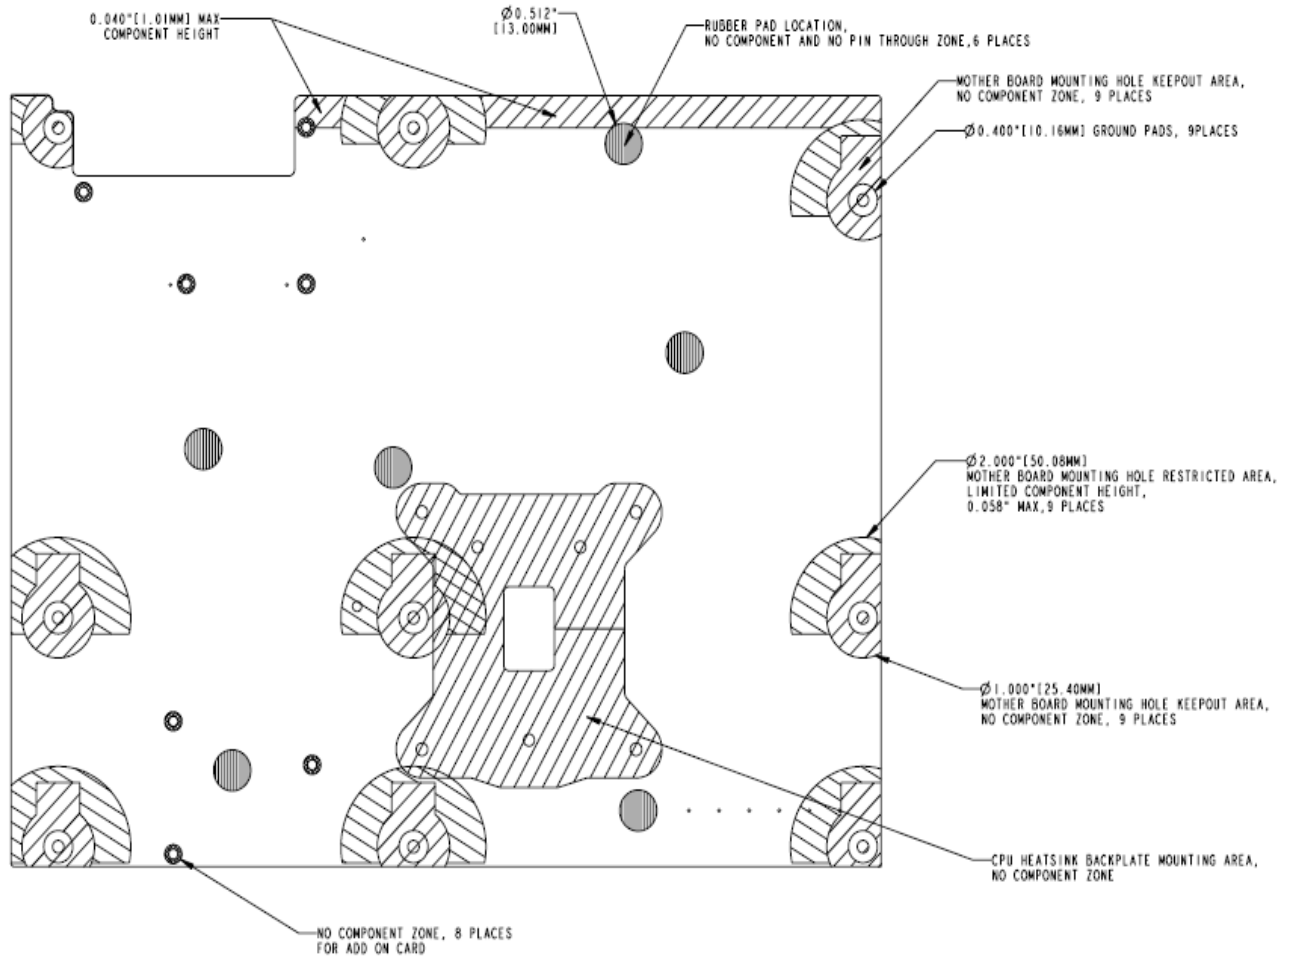 0.040"[1.01MM] MAX
COMPONENT HEIGHT
Ø0.512"
[13.00MM]
RUBBER PAD LOCATION,
NO COMPONENT AND NO PIN THROUGH ZONE,6 PLACES
MOTHER BOARD MOUNTING HOLE KEEPOUT AREA,
NO COMPONENT ZONE, 9 PLACES
Ø0.400"[10.16MM] GROUND PADS, 9PLACES
Ø2.000"[50.08MM]
MOTHER BOARD MOUNTING HOLE RESTRICTED AREA,
LIMITED COMPONENT HEIGHT,
0.058" MAX,9 PLACES
Ø1.000"[25.40MM]
MOTHER BOARD MOUNTING HOLE KEEPOUT AREA,
NO COMPONENT ZONE, 9 PLACES
CPU HEATSINK BACKPLATE MOUNTING AREA,
NO COMPONENT ZONE
NO COMPONENT ZONE, 8 PLACES
FOR ADD ON CARD